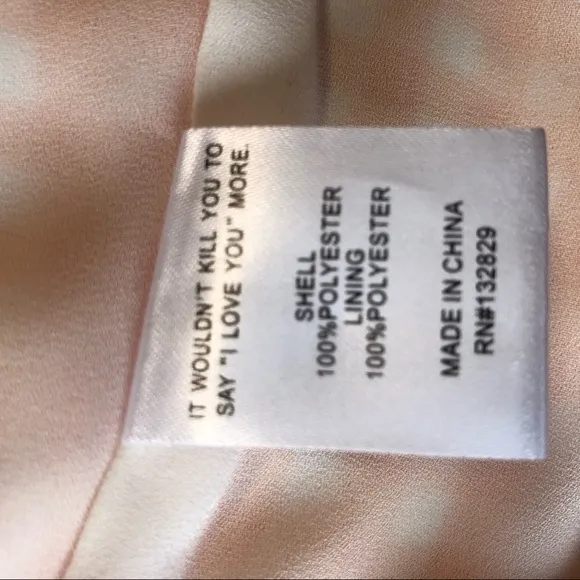 IT WOULDN'T KILL YOU TO
SAY "I LOVE YOU" MORE.
SHELL
100%POLYESTER
LINING
100%POLYESTER
MADE IN CHINA
RN#132829